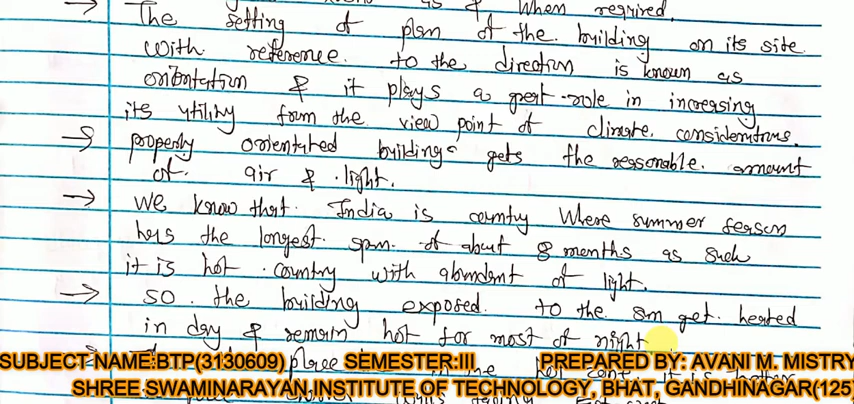 as & when required.
→ The setting of plan of the building on its site
with reference to the direction is known as
orientation & it plays a great role in increasing
its utility from the view point of climate considerations.
→ properly orientated building gets the reasonable amount
of air & light.
→ We know that India is country where summer season
has the longest span of about 8 months as such
it is hot country with abundant of light.
→ so the building exposed to the sun get heated
in day & remain hot for most of night
place in the hot
SUBJECT NAME:BTP(3130609) SEMESTER:III PREPARED BY: AVANI M. MISTRY
SHREE SWAMINARAYAN INSTITUTE OF TECHNOLOGY, BHAT, GANDHINAGAR(125